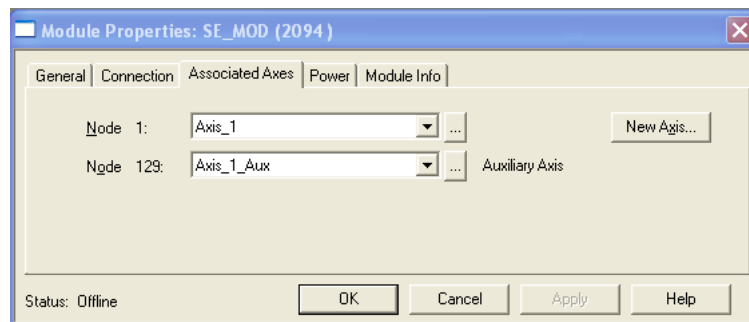 Module Properties: SE_MOD (2094)
General Connection Associated Axes Power Module Info
Node 1: Axis_1 ... New Axis...
Node 129: Axis_1_Aux ... Auxiliary Axis
Status: Offline OK Cancel Apply Help